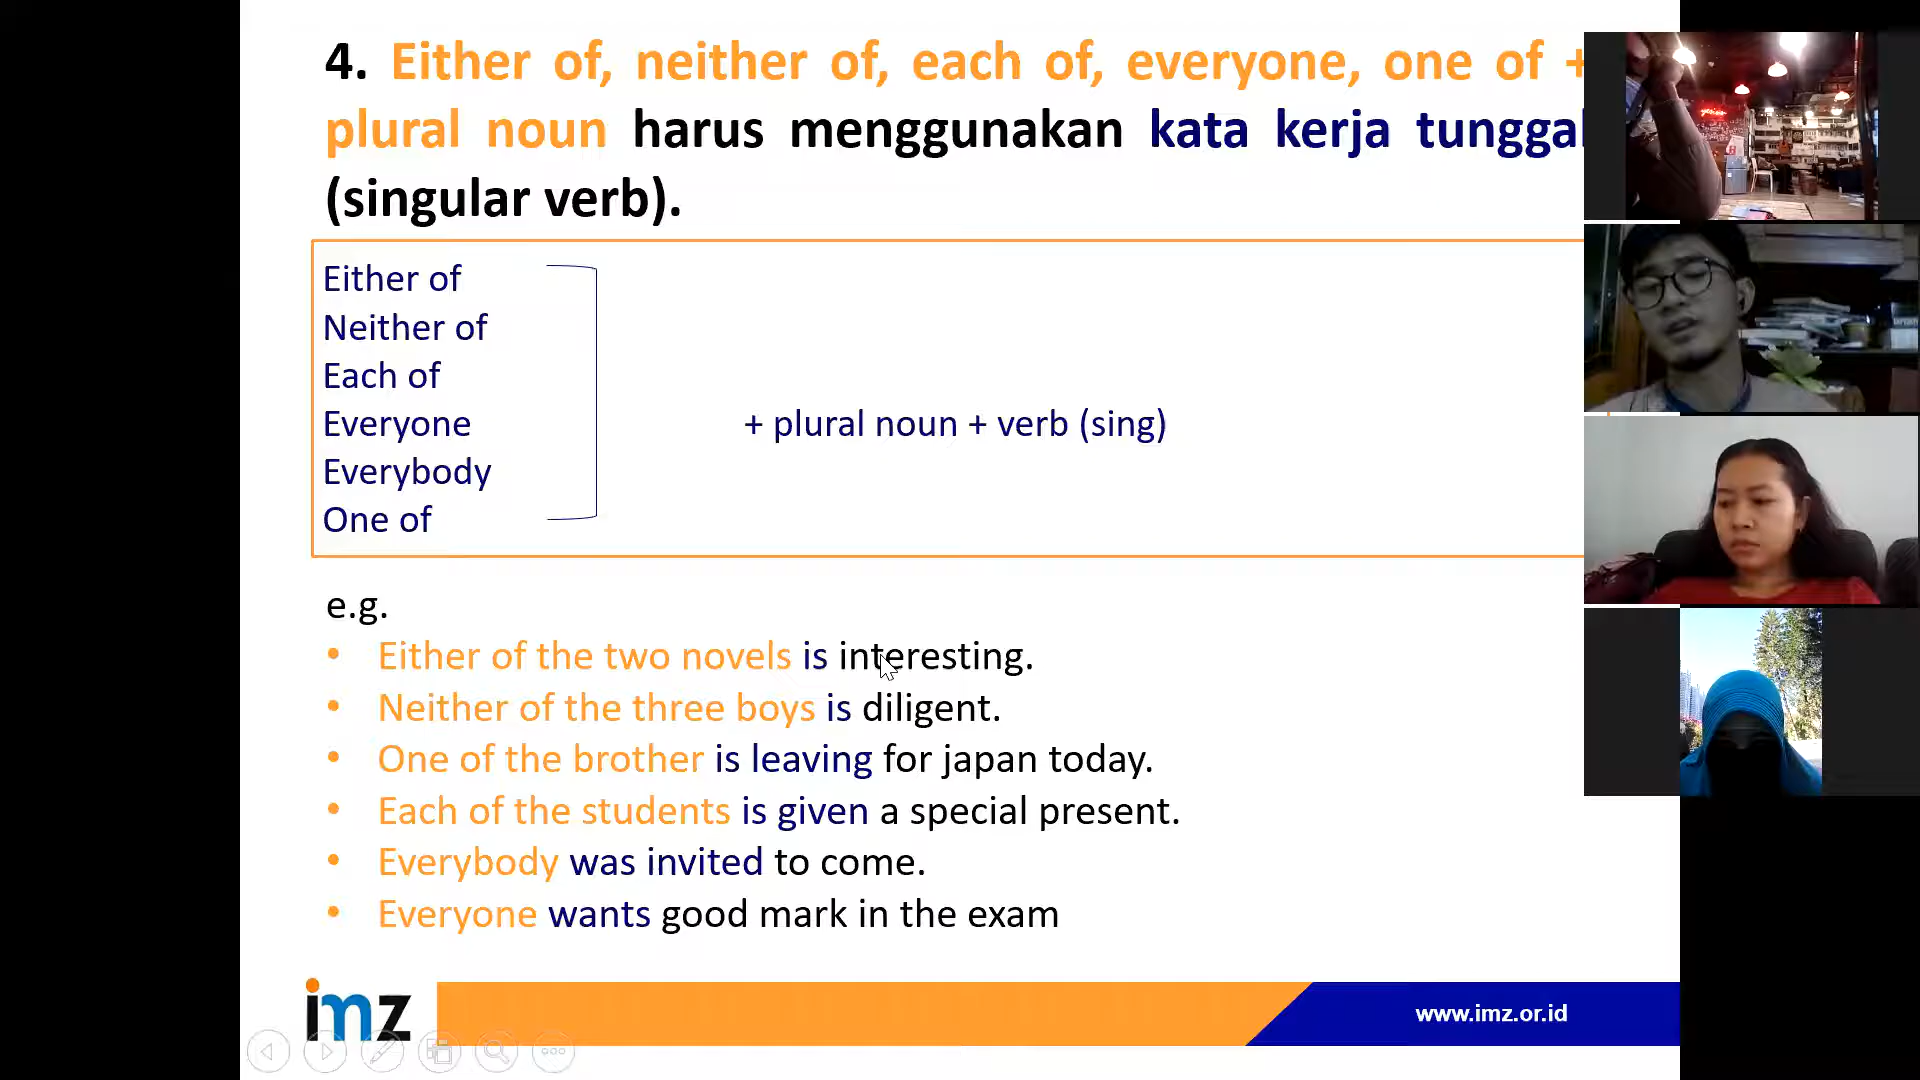 4. Either of, neither of, each of, everyone, one of +
plural noun harus menggunakan kata kerja tunggal
(singular verb).
Either of
Neither of
Each of
Everyone
Everybody
One of
+ plural noun + verb (sing)
e.g.
• Either of the two novels is interesting.
• Neither of the three boys is diligent.
• One of the brother is leaving for japan today.
• Each of the students is given a special present.
• Everybody was invited to come.
• Everyone wants good mark in the exam
imz
www.imz.or.id